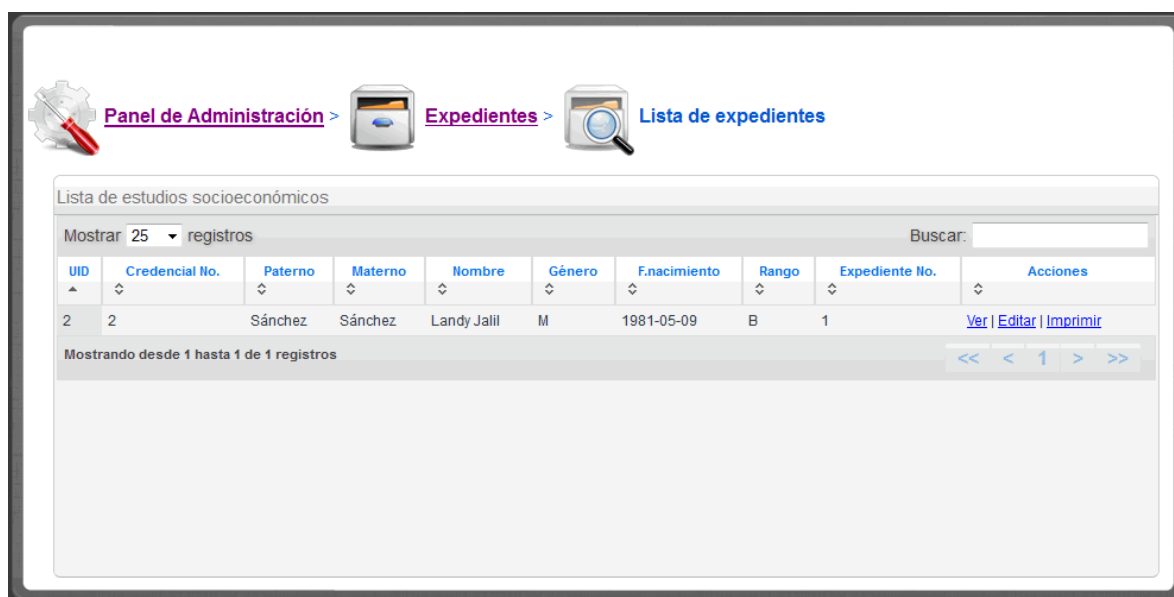 Panel de Administración > Expedientes > Lista de expedientes
Lista de estudios socioeconómicos
Mostrar 25 registros Buscar:
UID Credencial No. Paterno Materno Nombre Género F.nacimiento Rango Expediente No. Acciones
2 2 Sánchez Sánchez Landy Jalil M 1981-05-09 B 1 Ver | Editar | Imprimir
Mostrando desde 1 hasta 1 de 1 registros << < 1 > >>